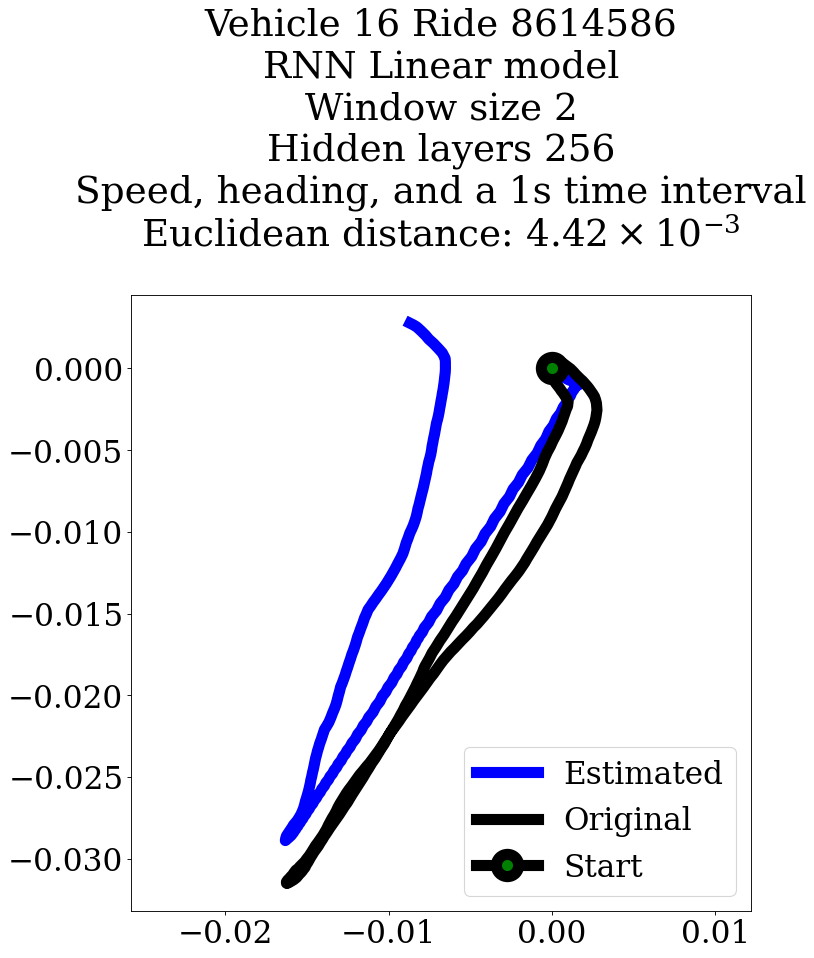 Vehicle 16 Ride 8614586
RNN Linear model
Window size 2
Hidden layers 256
Speed, heading, and a 1s time interval
Euclidean distance: 4.42 × 10⁻³
0.000
−0.005
−0.010
−0.015
−0.020
−0.025
−0.030
Estimated
Original
Start
−0.02 −0.01 0.00 0.01